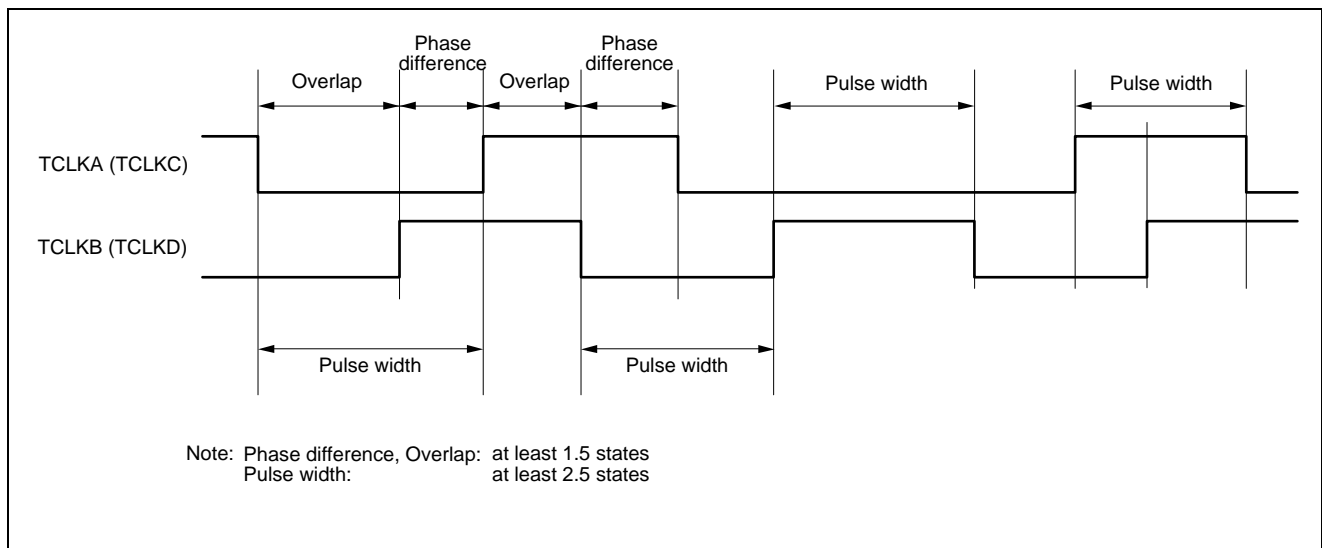 Phase
difference
Phase
difference
Overlap
Overlap
Pulse width
Pulse width
TCLKA (TCLKC)
TCLKB (TCLKD)
Pulse width
Pulse width
Note: Phase difference, Overlap: at least 1.5 states
Pulse width: at least 2.5 states